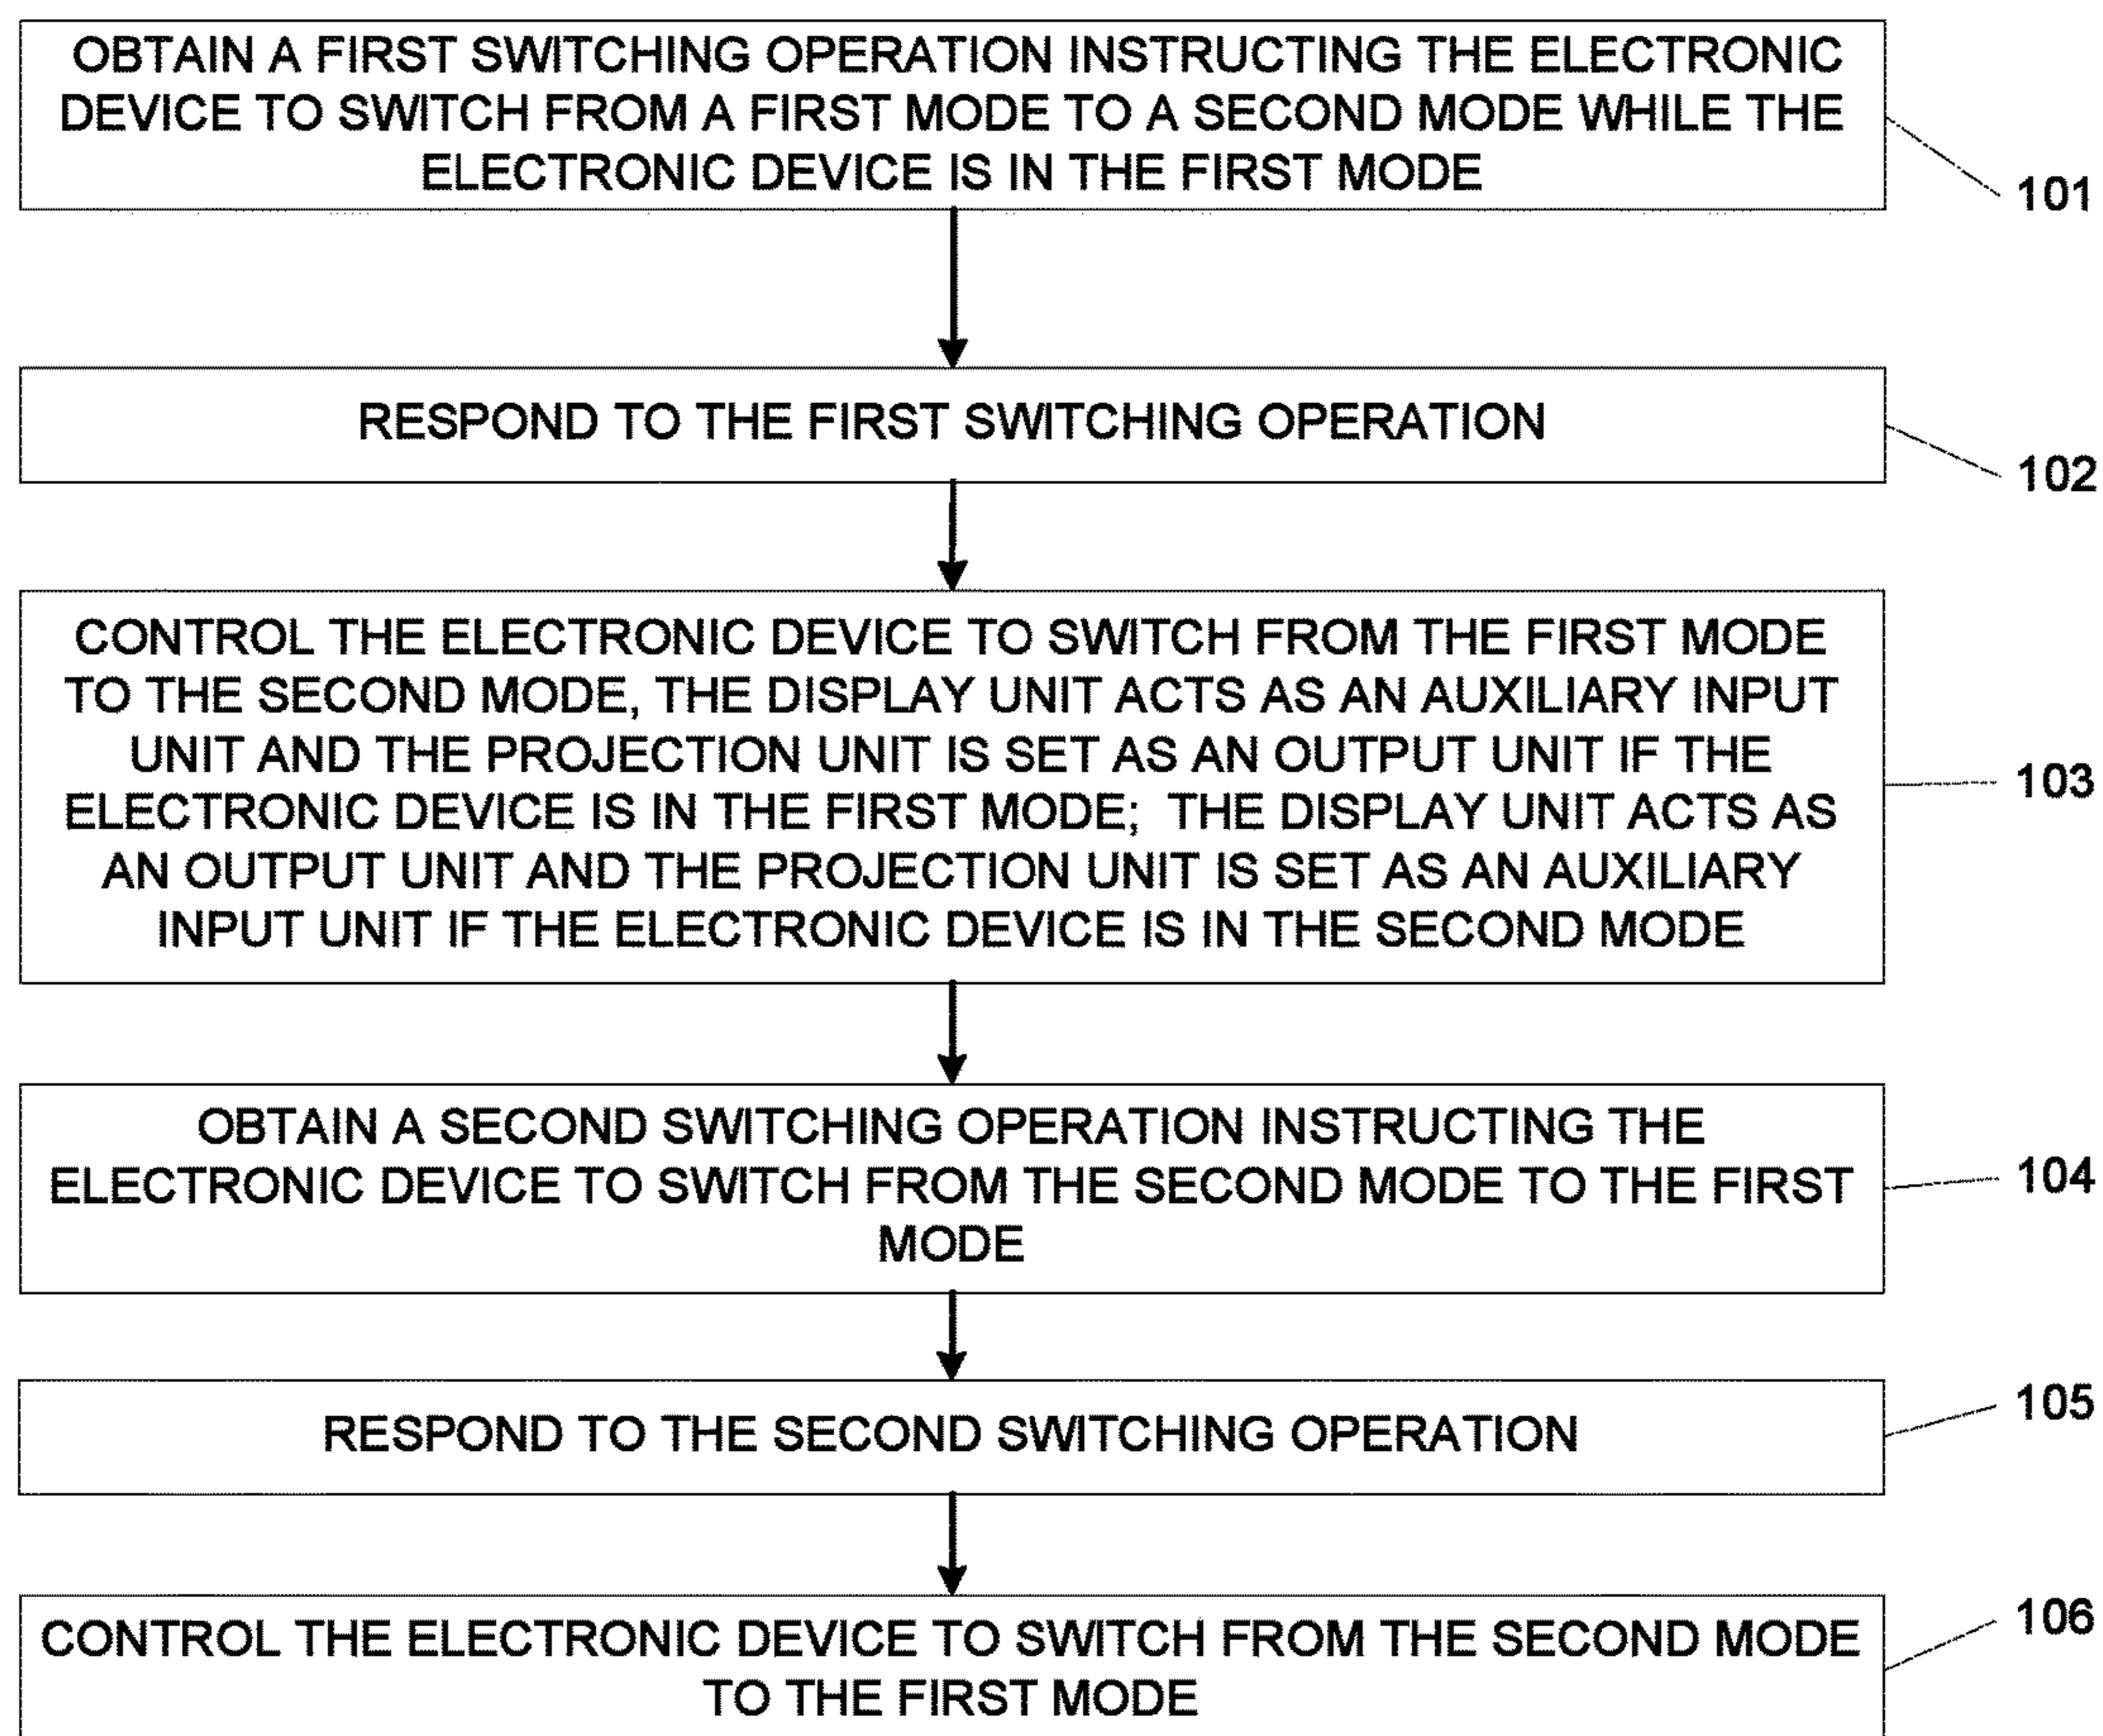 OBTAIN A FIRST SWITCHING OPERATION INSTRUCTING THE ELECTRONIC
DEVICE TO SWITCH FROM A FIRST MODE TO A SECOND MODE WHILE THE
ELECTRONIC DEVICE IS IN THE FIRST MODE
101
RESPOND TO THE FIRST SWITCHING OPERATION
102
CONTROL THE ELECTRONIC DEVICE TO SWITCH FROM THE FIRST MODE
TO THE SECOND MODE, THE DISPLAY UNIT ACTS AS AN AUXILIARY INPUT
UNIT AND THE PROJECTION UNIT IS SET AS AN OUTPUT UNIT IF THE
ELECTRONIC DEVICE IS IN THE FIRST MODE; THE DISPLAY UNIT ACTS AS
AN OUTPUT UNIT AND THE PROJECTION UNIT IS SET AS AN AUXILIARY
INPUT UNIT IF THE ELECTRONIC DEVICE IS IN THE SECOND MODE
103
OBTAIN A SECOND SWITCHING OPERATION INSTRUCTING THE
ELECTRONIC DEVICE TO SWITCH FROM THE SECOND MODE TO THE FIRST
MODE
104
RESPOND TO THE SECOND SWITCHING OPERATION
105
CONTROL THE ELECTRONIC DEVICE TO SWITCH FROM THE SECOND MODE
TO THE FIRST MODE
106